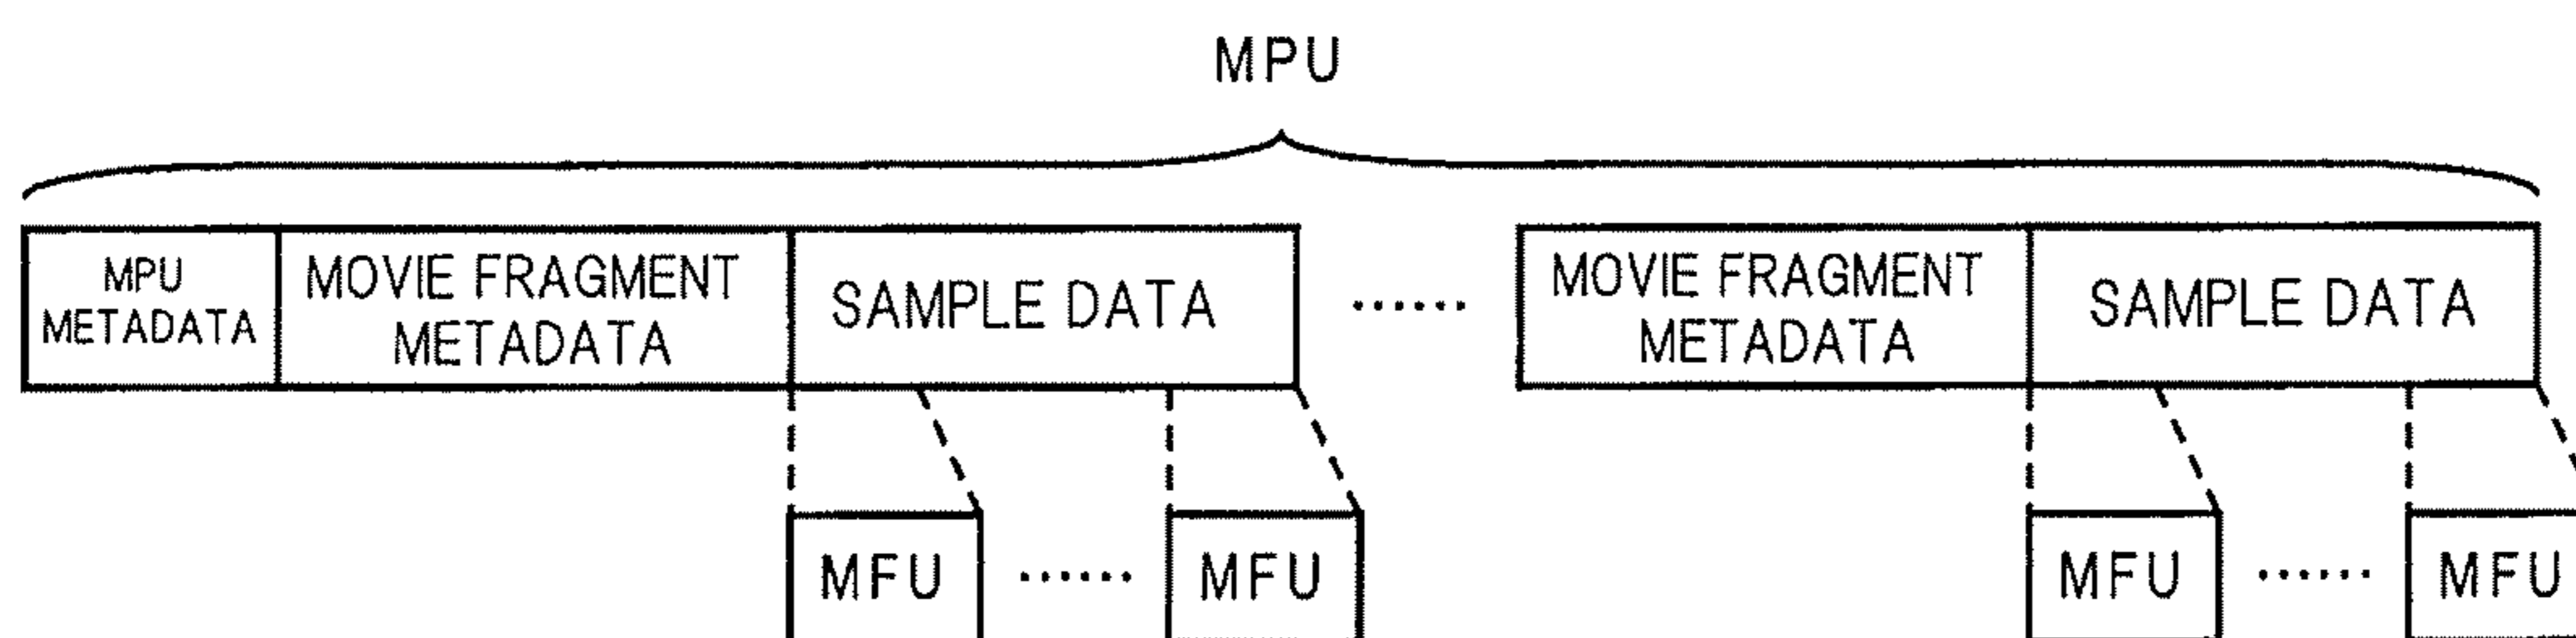 MPU
MPU
METADATA
MOVIE FRAGMENT
METADATA
SAMPLE DATA
......
MOVIE FRAGMENT
METADATA
SAMPLE DATA
MFU ...... MFU
MFU ...... MFU